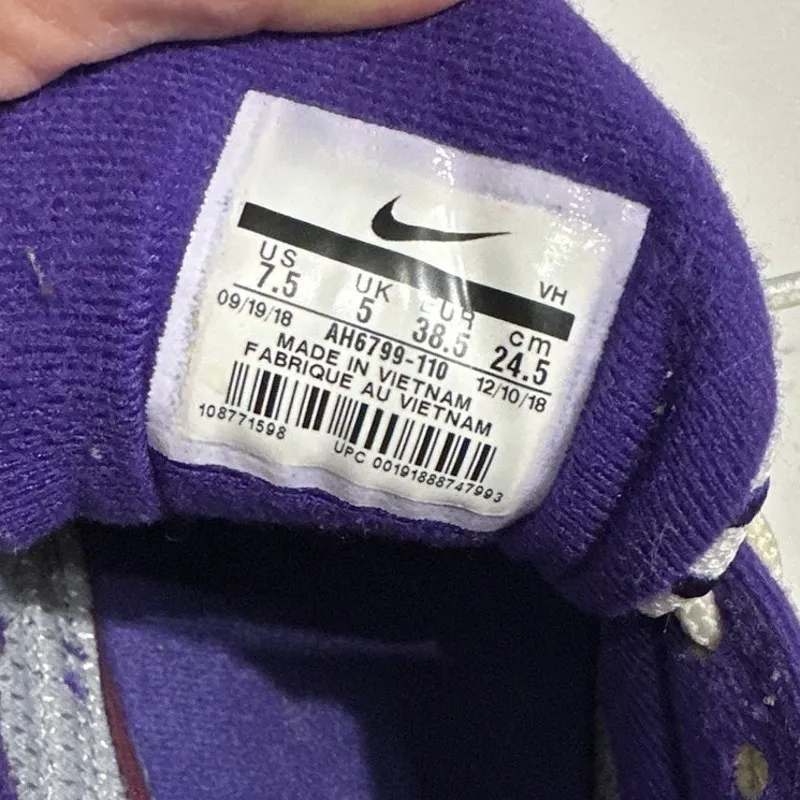 VH
US 7.5 UK 5 EUR 38.5 cm 24.5
09/19/18 AH6799-110 12/10/18
MADE IN VIETNAM
FABRIQUE AU VIETNAM
108771598 UPC 00191888747993